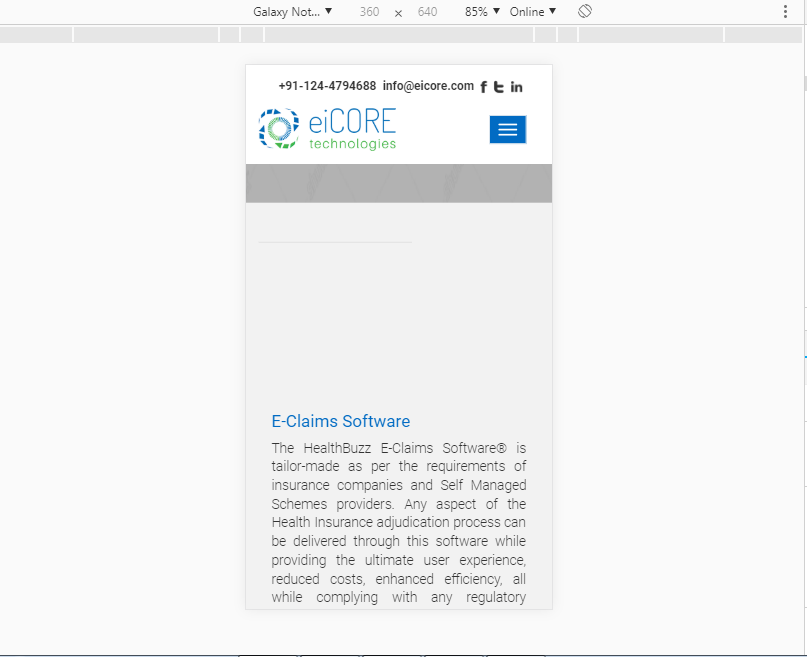 Galaxy Not... ▼ 360 × 640 85% ▼ Online ▼
+91-124-4794688 info@eicore.com
eiCORE
technologies
E-Claims Software
The HealthBuzz E-Claims Software® is
tailor-made as per the requirements of
insurance companies and Self Managed
Schemes providers. Any aspect of the
Health Insurance adjudication process can
be delivered through this software while
providing the ultimate user experience,
reduced costs, enhanced efficiency, all
while complying with any regulatory